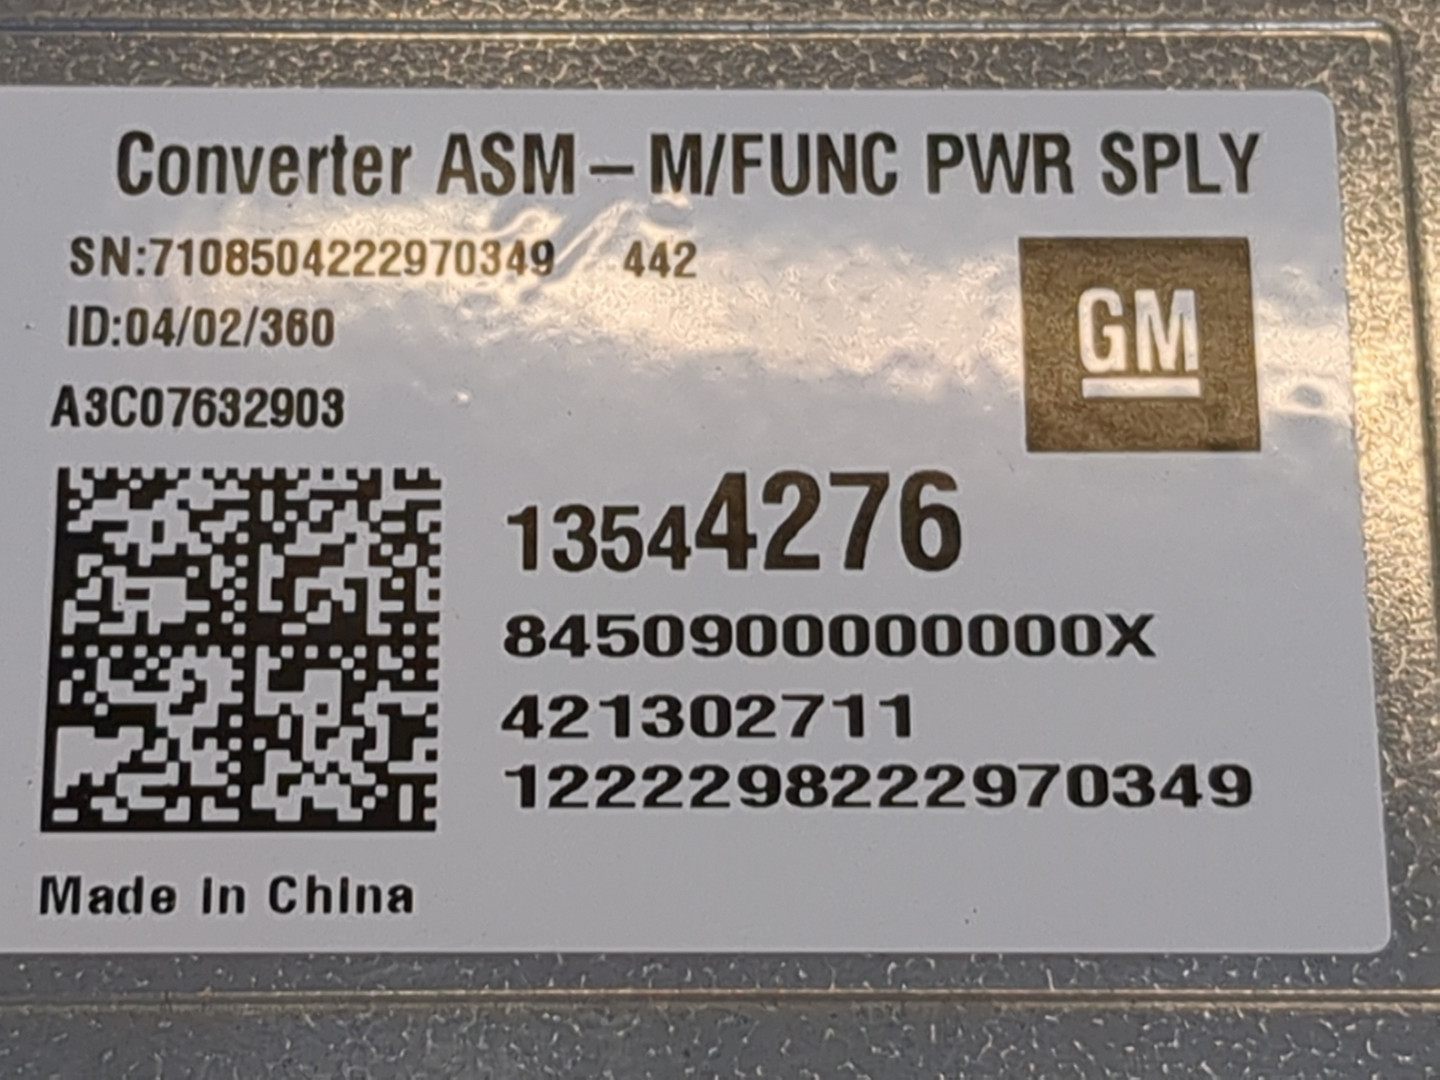 Converter ASM – M/FUNC PWR SPLY
SN:7108504222970349 442
ID:04/02/360
GM
A3C07632903
13544276
8450900000000X
421302711
1222298222970349
Made in China